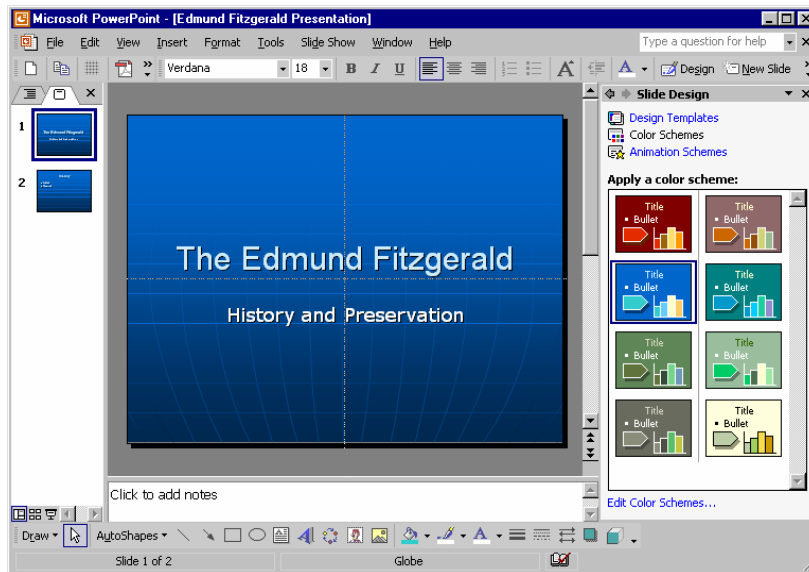 Microsoft PowerPoint - [Edmund Fitzgerald Presentation]
File Edit View Insert Format Tools Slide Show Window Help Type a question for help
Verdana 18 B I U A A Design New Slide
1
The Edmund Fitzgerald
2
The Edmund Fitzgerald
History and Preservation
Click to add notes
Slide Design
Design Templates
Color Schemes
Animation Schemes
Apply a color scheme:
Title
• Bullet
Title
• Bullet
Title
• Bullet
Title
• Bullet
Title
• Bullet
Title
• Bullet
Title
• Bullet
Title
• Bullet
Edit Color Schemes...
Draw AutoShapes A A
Slide 1 of 2 Globe